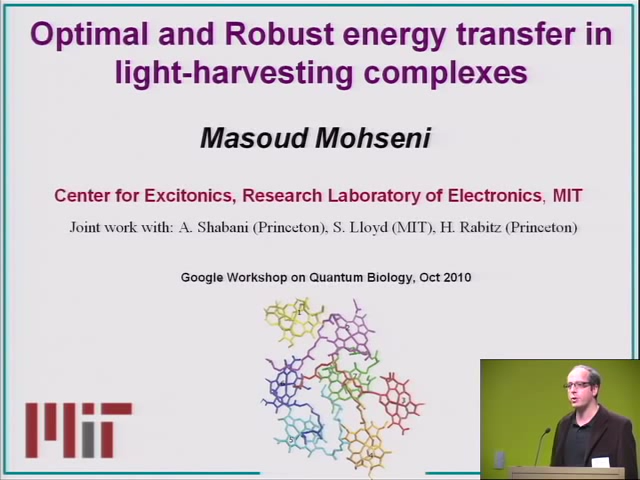 Optimal and Robust energy transfer in
light-harvesting complexes
Masoud Mohseni
Center for Excitonics, Research Laboratory of Electronics, MIT
Joint work with: A. Shabani (Princeton), S. Lloyd (MIT), H. Rabitz (Princeton)
Google Workshop on Quantum Biology, Oct 2010
MIT